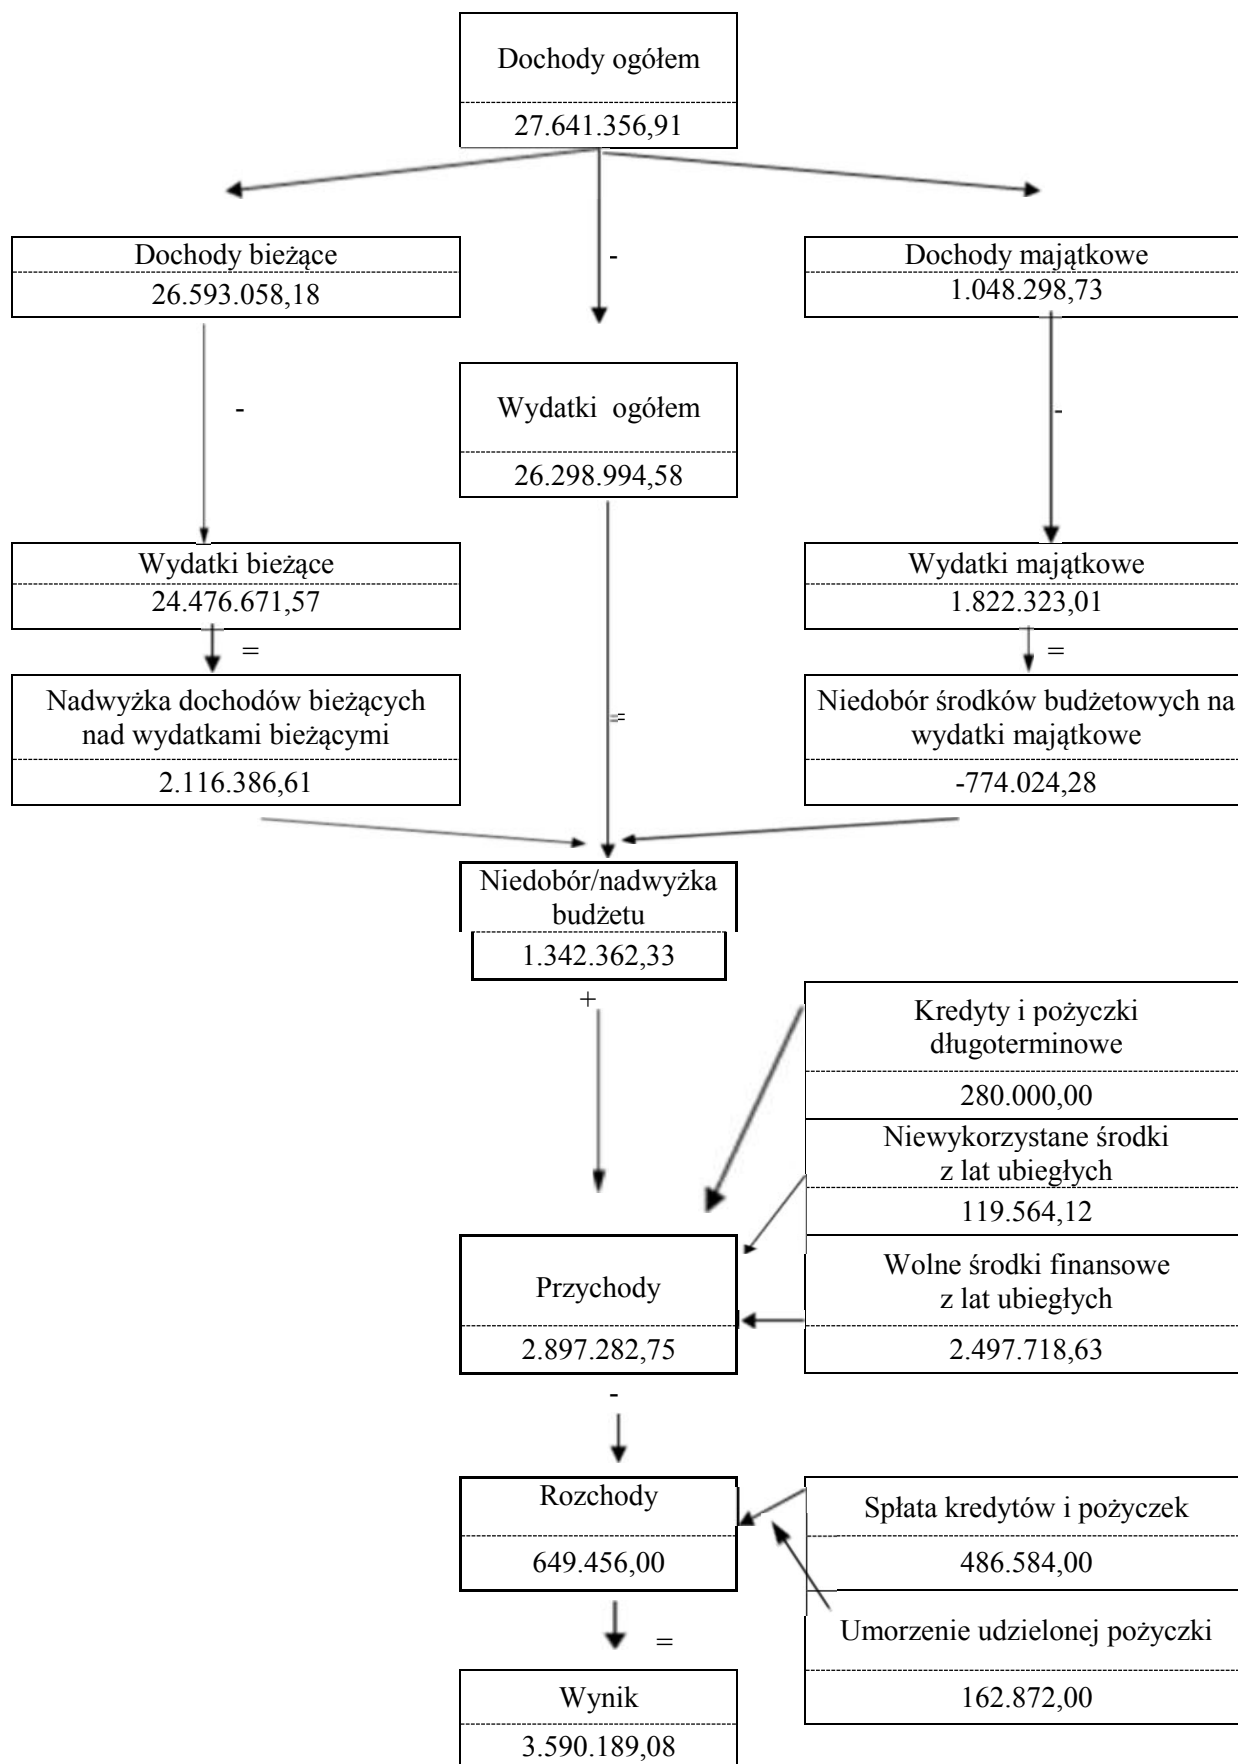 Dochody ogółem
27.641.356,91
Dochody bieżące
26.593.058,18
-
Dochody majątkowe
1.048.298,73
-
Wydatki ogółem
26.298.994,58
-
Wydatki bieżące
24.476.671,57
=
Wydatki majątkowe
1.822.323,01
=
Nadwyżka dochodów bieżących
nad wydatkami bieżącymi
2.116.386,61
=
Niedobór środków budżetowych na
wydatki majątkowe
-774.024,28
Niedobór/nadwyżka
budżetu
1.342.362,33
+
Kredyty i pożyczki
długoterminowe
280.000,00
Niewykorzystane środki
z lat ubiegłych
119.564,12
Przychody
2.897.282,75
Wolne środki finansowe
z lat ubiegłych
2.497.718,63
-
Rozchody
649.456,00
Spłata kredytów i pożyczek
486.584,00
=
Umorzenie udzielonej pożyczki
162.872,00
Wynik
3.590.189,08